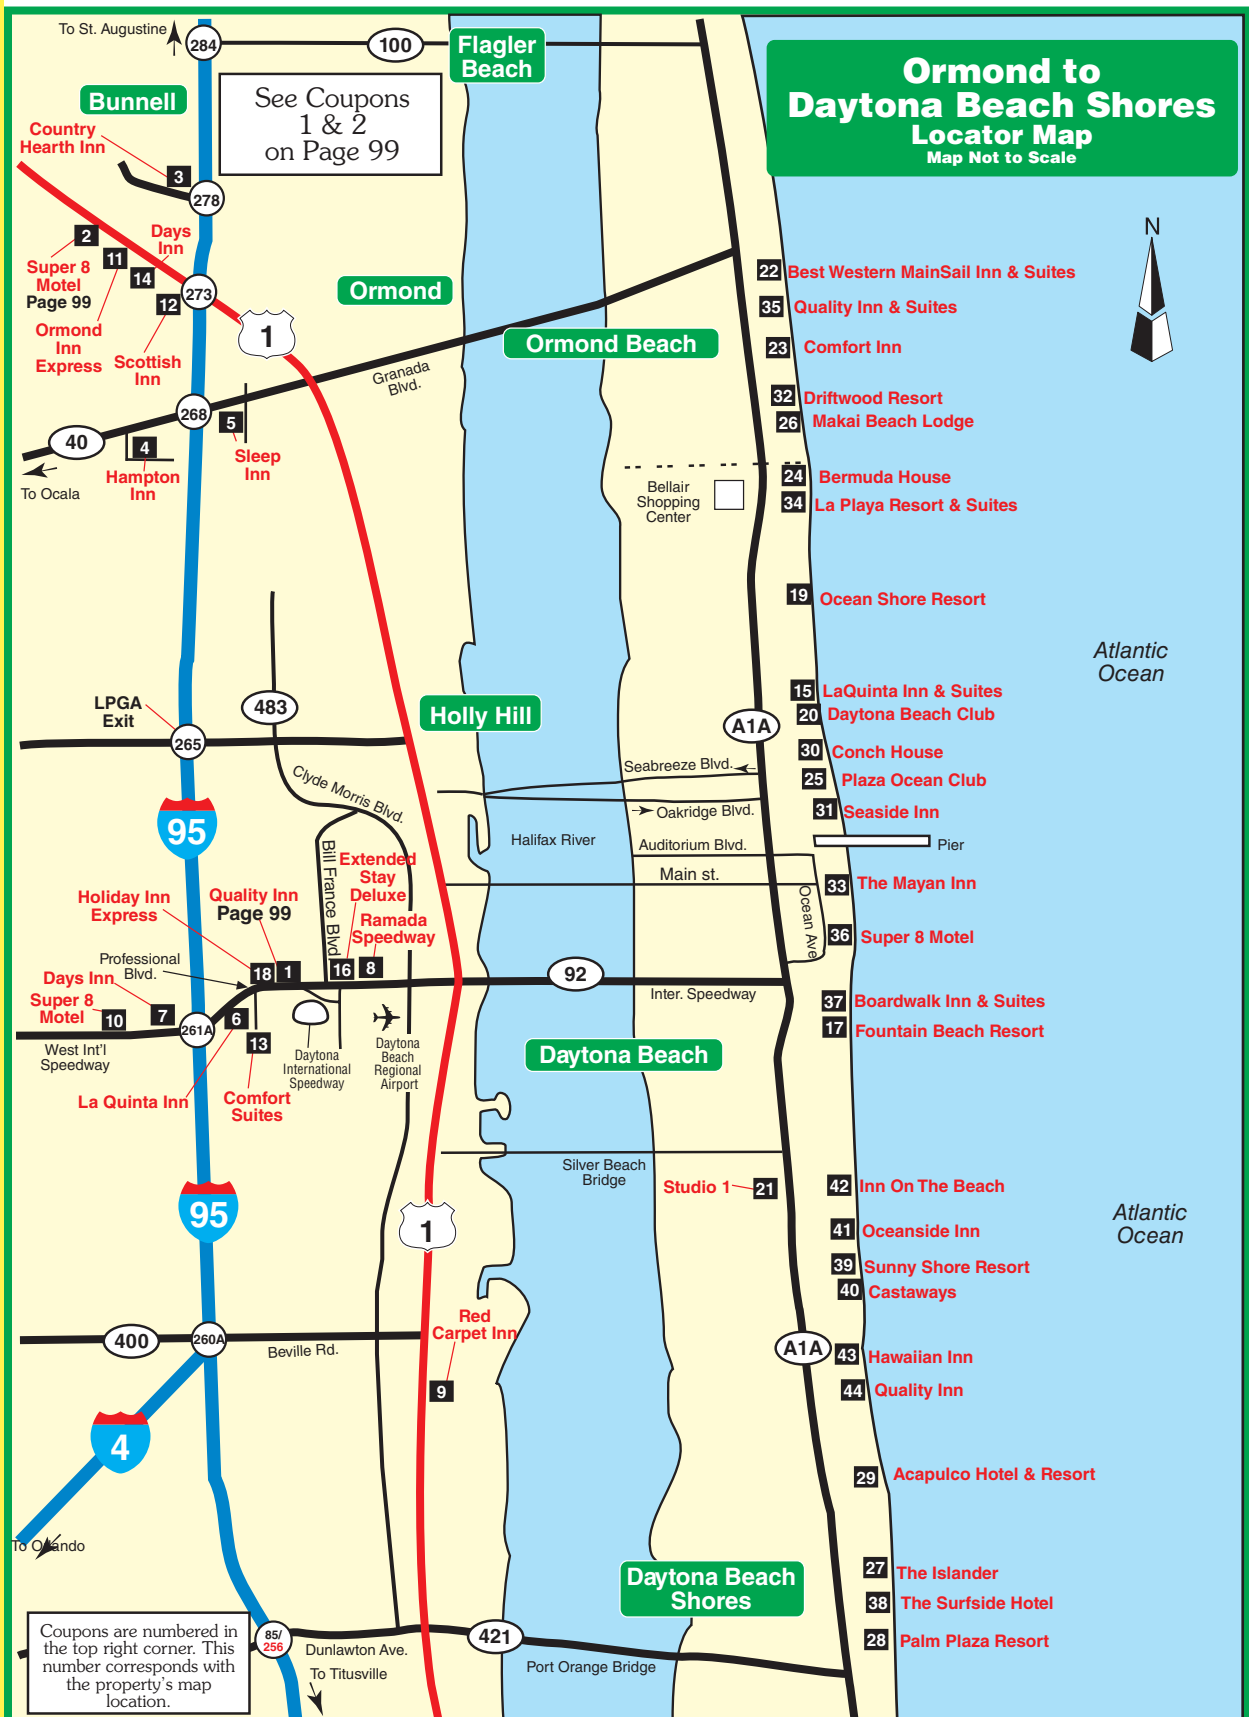 To St. Augustine
284
100
Flagler
Beach
Ormond to
Daytona Beach Shores
Locator Map
Map Not to Scale
Bunnell
See Coupons
1 & 2
on Page 99
Country
Hearth Inn
3
278
N
2
Super 8
Motel
Page 99
11
Ormond
Inn
Express
Days
Inn
14
12
Scottish
Inn
273
1
Ormond
Ormond Beach
22 Best Western MainSail Inn & Suites
35 Quality Inn & Suites
23 Comfort Inn
Granada
Blvd.
32 Driftwood Resort
26 Makai Beach Lodge
268
40
5
Sleep
Inn
4
Hampton
Inn
To Ocala
Bellair
Shopping
Center
24 Bermuda House
34 La Playa Resort & Suites
19 Ocean Shore Resort
Atlantic
Ocean
15 LaQuinta Inn & Suites
20 Daytona Beach Club
LPGA
Exit
265
483
Holly Hill
A1A
30 Conch House
25 Plaza Ocean Club
31 Seaside Inn
Seabreeze Blvd.
Oakridge Blvd.
Clyde Morris Blvd.
95
Halifax River
Auditorium Blvd.
Pier
Main st.
33 The Mayan Inn
Ocean Ave
36 Super 8 Motel
Bill France Blvd.
Extended
Stay
Deluxe
Ramada
Speedway
Holiday Inn
Express
Quality Inn
Page 99
Professional
Blvd.
18
1
16
8
92
Inter. Speedway
37 Boardwalk Inn & Suites
17 Fountain Beach Resort
Days Inn
Super 8
Motel
10
7
261A
6
13
West Int'l
Speedway
Daytona
International
Speedway
Daytona
Beach
Regional
Airport
Daytona Beach
La Quinta Inn
Comfort
Suites
Silver Beach
Bridge
Studio 1
21
42 Inn On The Beach
41 Oceanside Inn
39 Sunny Shore Resort
40 Castaways
Atlantic
Ocean
95
1
Red
Carpet Inn
9
400
260A
Beville Rd.
A1A
43 Hawaiian Inn
44 Quality Inn
4
To Orlando
29 Acapulco Hotel & Resort
27 The Islander
38 The Surfside Hotel
28 Palm Plaza Resort
Daytona Beach
Shores
Coupons are numbered in
the top right corner. This
number corresponds with
the property's map
location.
85/
256
Dunlawton Ave.
To Titusville
421
Port Orange Bridge